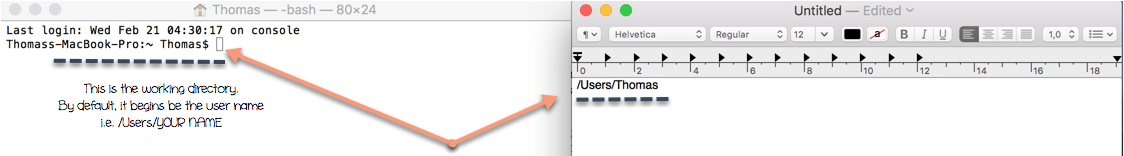 Thomas — -bash — 80×24
Last login: Wed Feb 21 04:30:17 on console
Thomass-MacBook-Pro:~ Thomas$
This is the working directory.
By default, it begins be the user name
i.e. /Users/YOUR NAME
Untitled — Edited
¶ Helvetica Regular 12 a B I U 1,0
0 2 4 6 8 10 12 14 16 18
/Users/Thomas